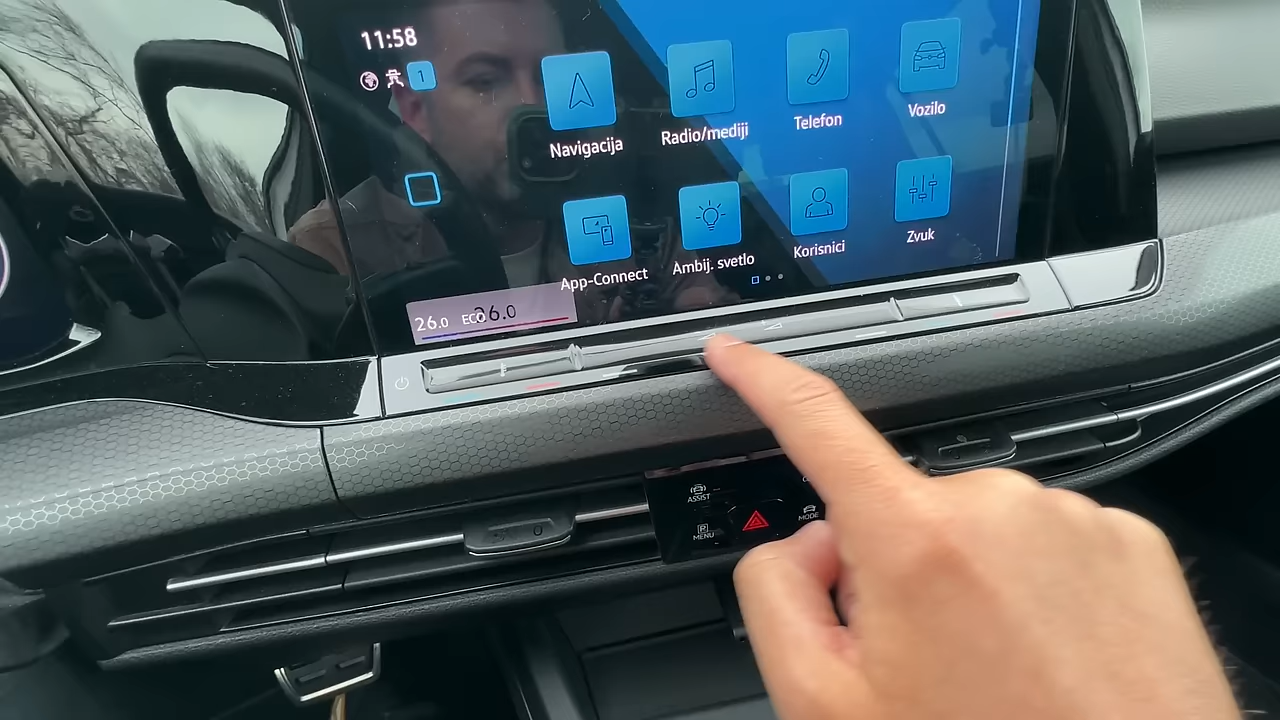 11:58
1
Navigacija
Radio/mediji
Telefon
Vozilo
App-Connect
Ambij. svetlo
Korisnici
Zvuk
26.0
ECO
26.0
ASSIST
P
MENU
MODE
0